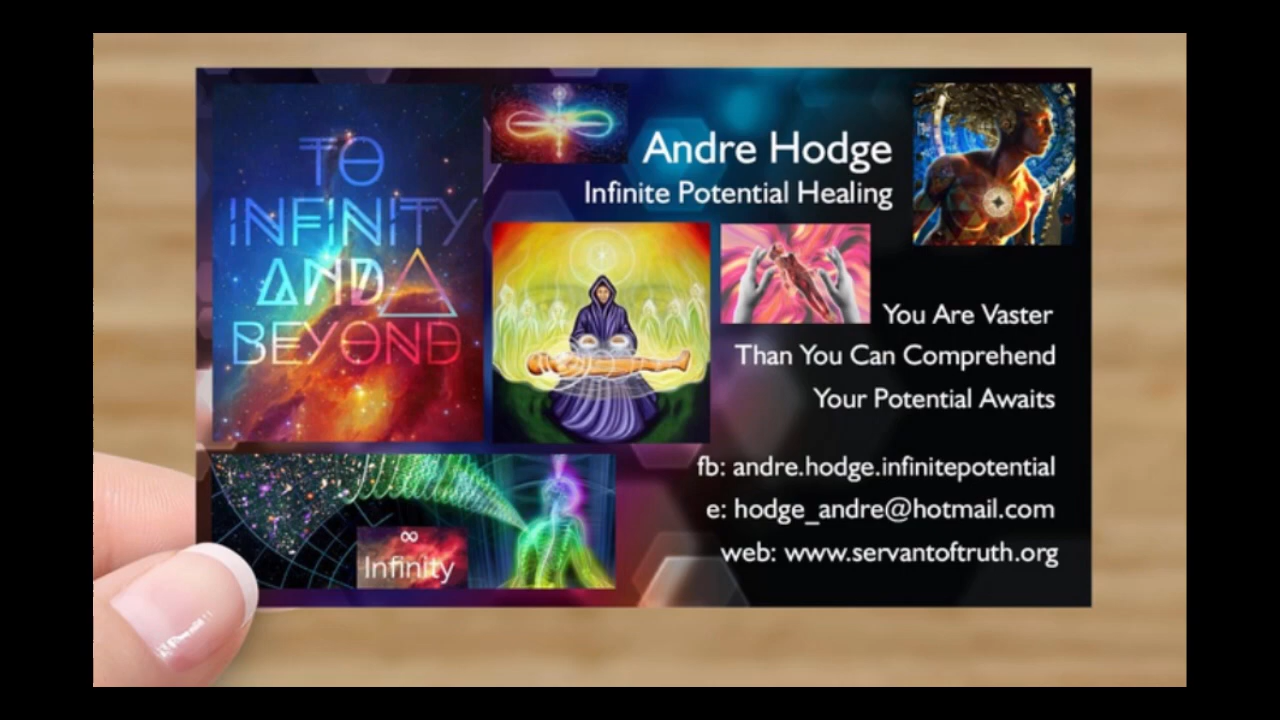 TO
INFINITY
AND
BEYOND
Andre Hodge
Infinite Potential Healing
You Are Vaster
Than You Can Comprehend
Your Potential Awaits
fb: andre.hodge.infinitepotential
e: hodge_andre@hotmail.com
web: www.servantoftruth.org
∞
Infinity